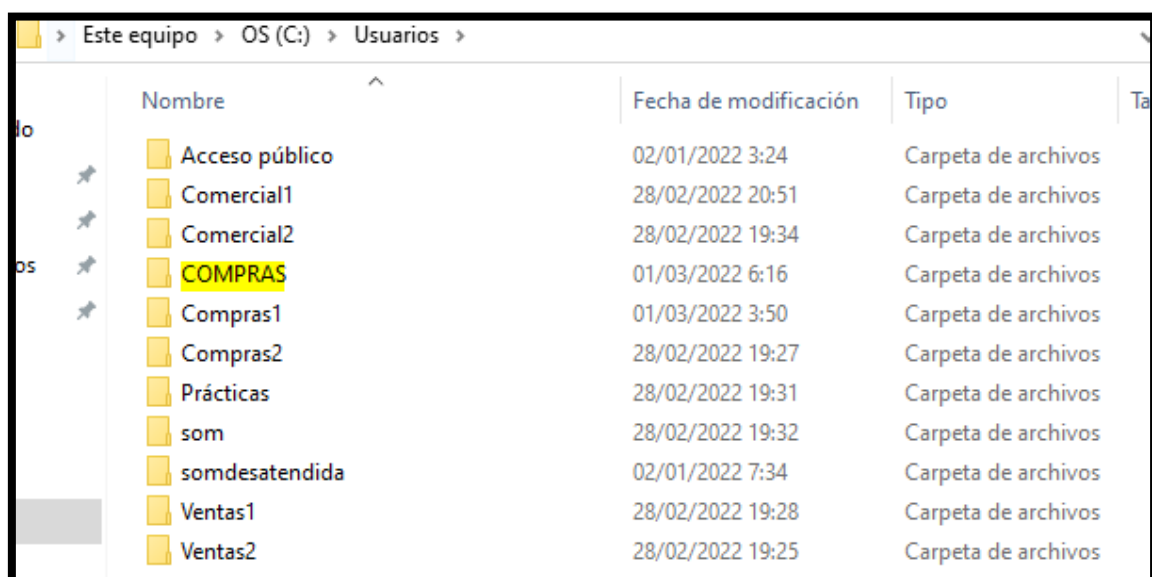 > Este equipo > OS (C:) > Usuarios >
Nombre Fecha de modificación Tipo Ta
do
Acceso público 02/01/2022 3:24 Carpeta de archivos
Comercial1 28/02/2022 20:51 Carpeta de archivos
Comercial2 28/02/2022 19:34 Carpeta de archivos
os COMPRAS 01/03/2022 6:16 Carpeta de archivos
Compras1 01/03/2022 3:50 Carpeta de archivos
Compras2 28/02/2022 19:27 Carpeta de archivos
Prácticas 28/02/2022 19:31 Carpeta de archivos
som 28/02/2022 19:32 Carpeta de archivos
somdesatendida 02/01/2022 7:34 Carpeta de archivos
Ventas1 28/02/2022 19:28 Carpeta de archivos
Ventas2 28/02/2022 19:25 Carpeta de archivos